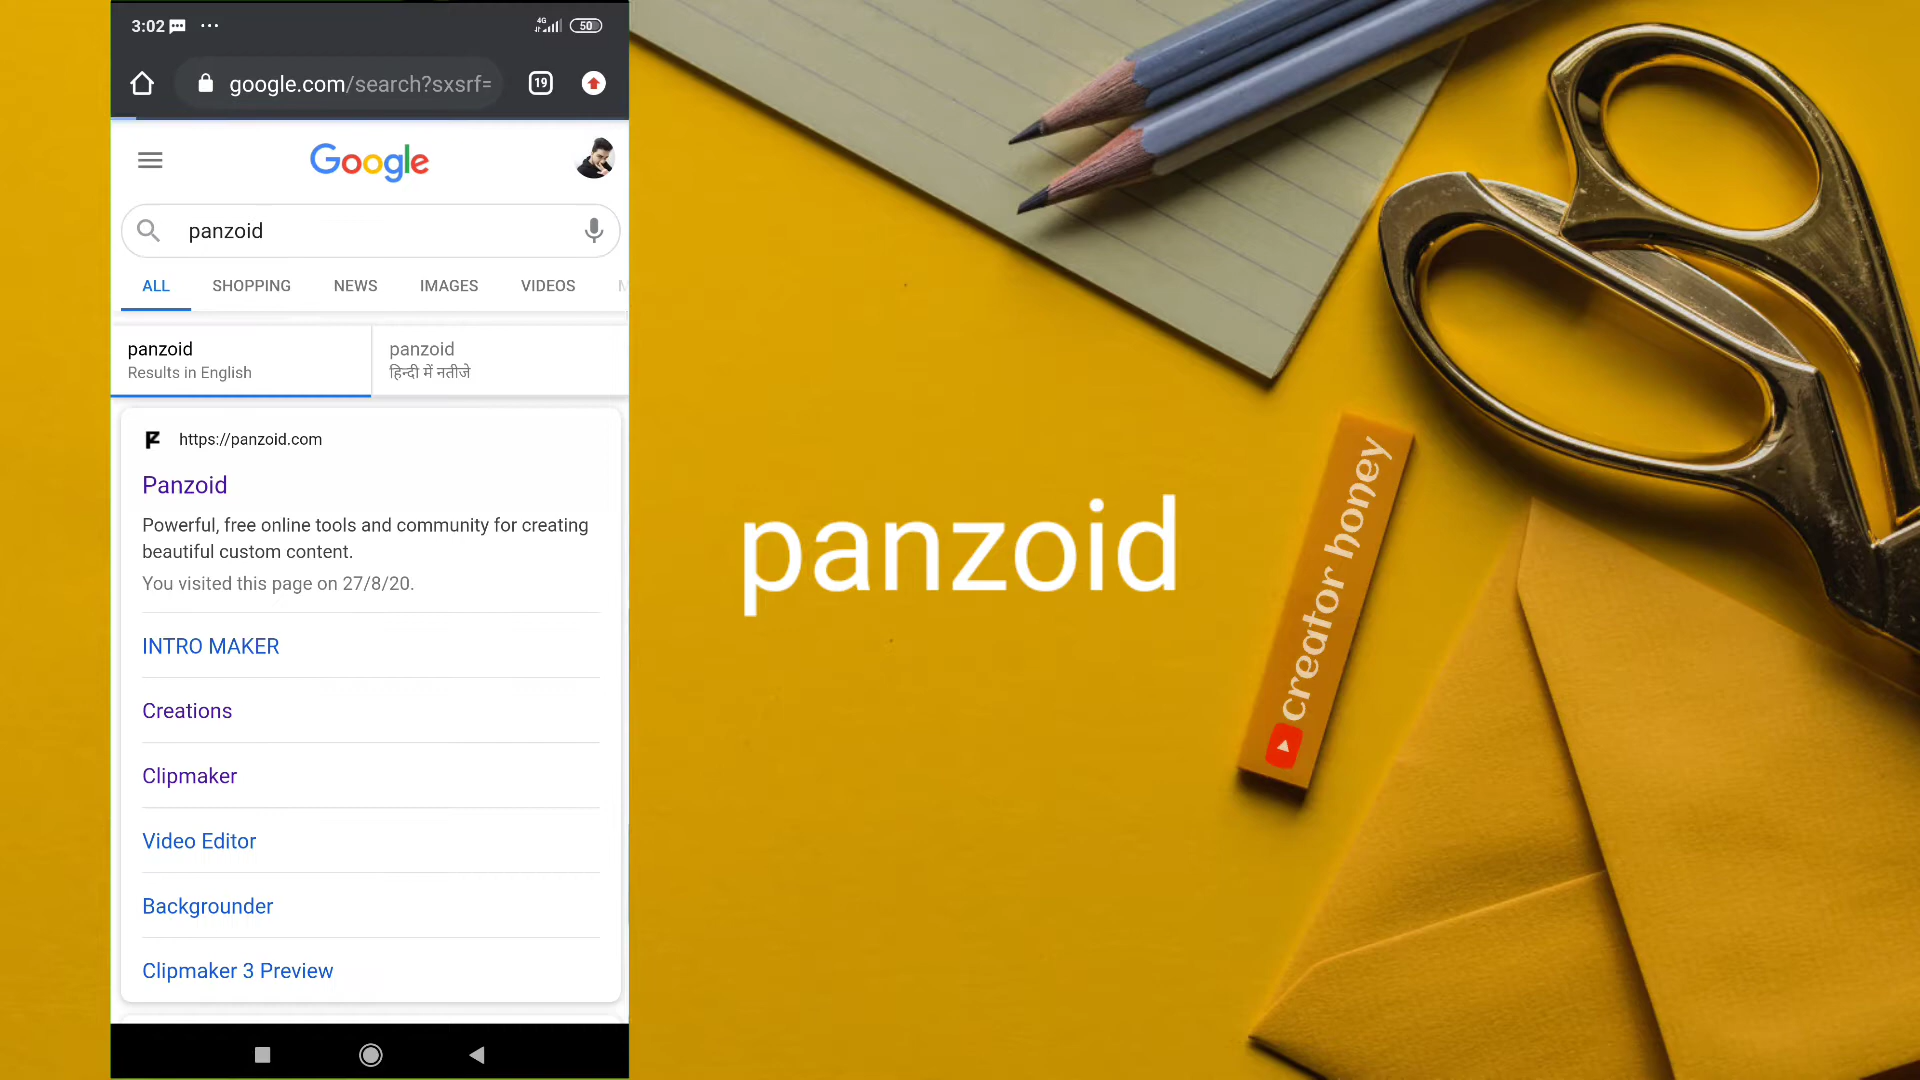 3:02
4G
50
google.com/search?sxsrf=
19
Google
panzoid
ALL SHOPPING NEWS IMAGES VIDEOS
panzoid
Results in English
panzoid
हिन्दी में नतीजे
https://panzoid.com
Panzoid
Powerful, free online tools and community for creating
beautiful custom content.
You visited this page on 27/8/20.
INTRO MAKER
Creations
Clipmaker
Video Editor
Backgrounder
Clipmaker 3 Preview
panzoid
creator honey